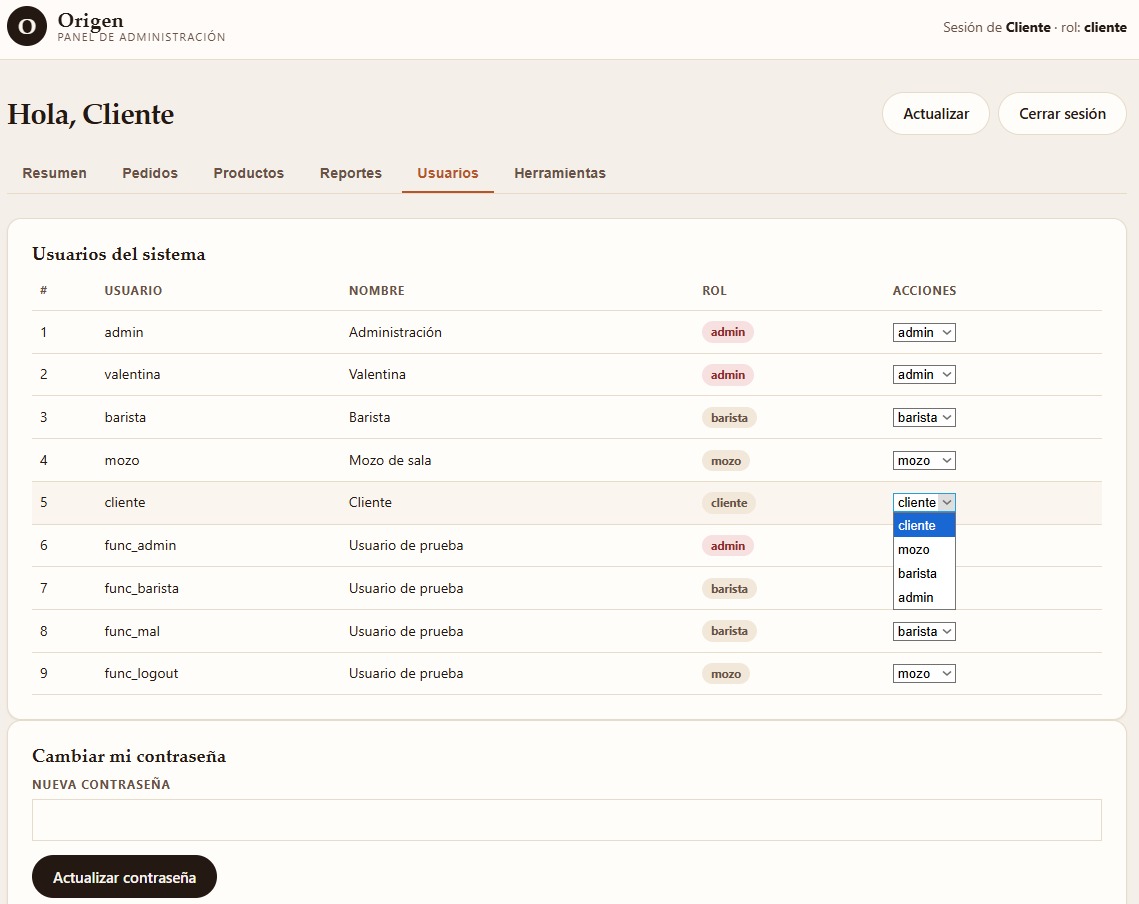 O Origen
PANEL DE ADMINISTRACIÓN
Sesión de Cliente · rol: cliente
Hola, Cliente
Actualizar Cerrar sesión
Resumen Pedidos Productos Reportes Usuarios Herramientas
Usuarios del sistema
# USUARIO NOMBRE ROL ACCIONES
1 admin Administración admin admin
2 valentina Valentina admin admin
3 barista Barista barista barista
4 mozo Mozo de sala mozo mozo
5 cliente Cliente cliente cliente
cliente
mozo
barista
admin
6 func_admin Usuario de prueba admin
7 func_barista Usuario de prueba barista
8 func_mal Usuario de prueba barista barista
9 func_logout Usuario de prueba mozo mozo
Cambiar mi contraseña
NUEVA CONTRASEÑA
Actualizar contraseña